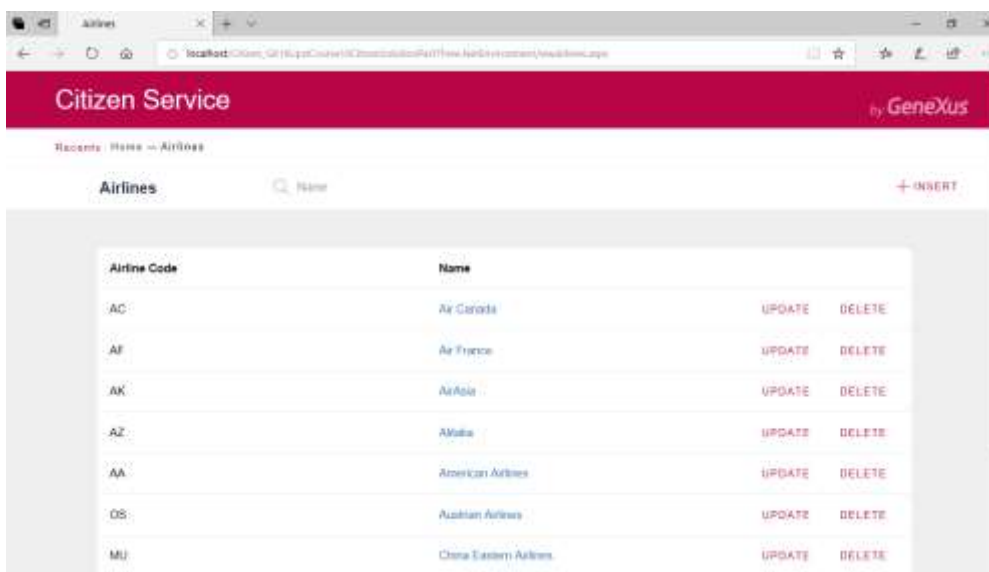 Airlines
localhost
Citizen Service
by GeneXus
Recents Home — Airlines
Airlines Name + INSERT
Airline Code Name
AC Air Canada UPDATE DELETE
AF Air France UPDATE DELETE
AK AirAsia UPDATE DELETE
AZ Alitalia UPDATE DELETE
AA American Airlines UPDATE DELETE
OS Austrian Airlines UPDATE DELETE
MU China Eastern Airlines UPDATE DELETE